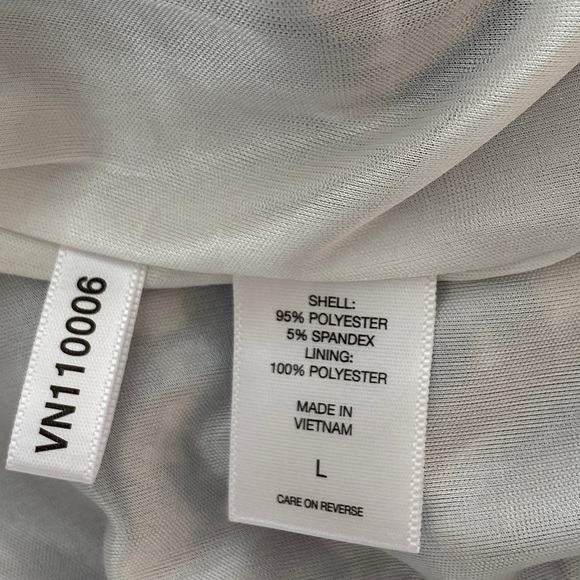 VN110006
SHELL:
95% POLYESTER
5% SPANDEX
LINING:
100% POLYESTER
MADE IN
VIETNAM
L
CARE ON REVERSE